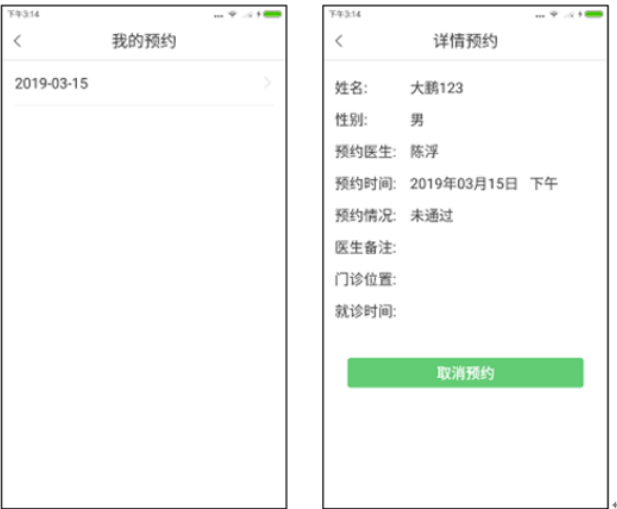 下午3:14
我的预约
2019-03-15
下午3:14
详情预约
姓名: 大鹏123
性别: 男
预约医生: 陈浮
预约时间: 2019年03月15日 下午
预约情况: 未通过
医生备注:
门诊位置:
就诊时间:
取消预约